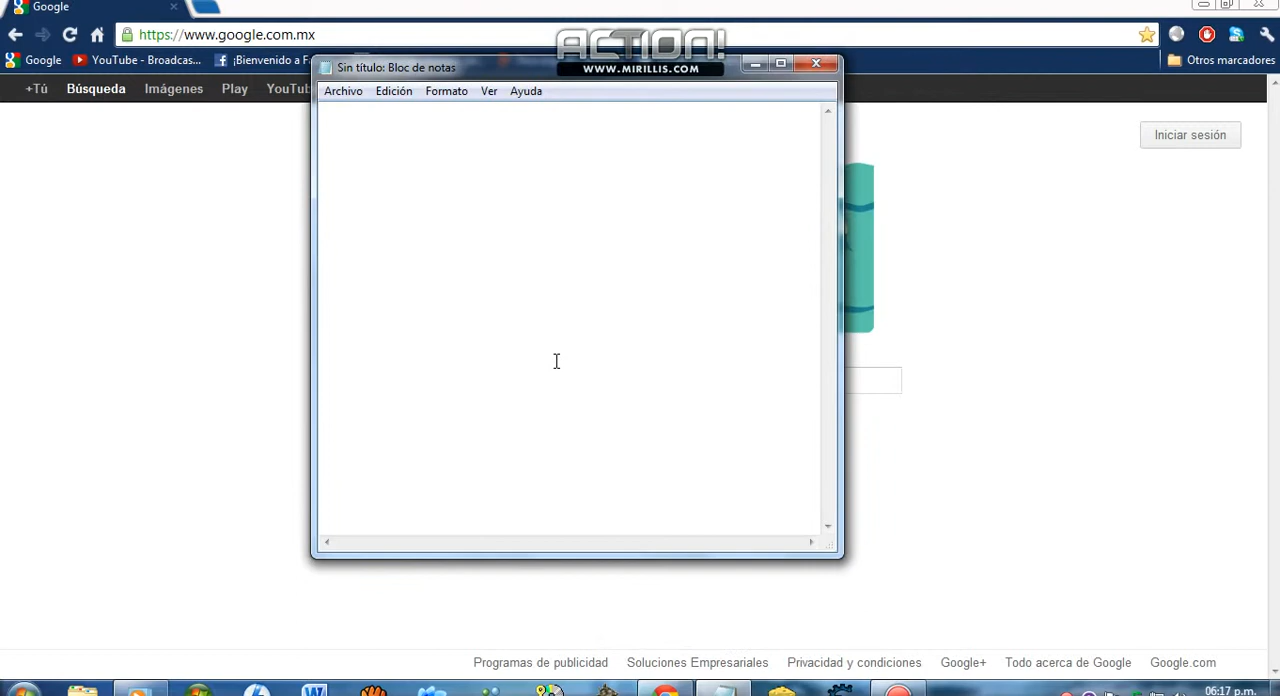 Google
https://www.google.com.mx
ACTION!
WWW.MIRILLIS.COM
Google
YouTube - Broadcas...
¡Bienvenido a Fa
Otros marcadores
Sin título: Bloc de notas
Archivo Edición Formato Ver Ayuda
+Tú Búsqueda Imágenes Play YouTub
Iniciar sesión
Programas de publicidad Soluciones Empresariales Privacidad y condiciones Google+ Todo acerca de Google Google.com
06:17 p.m.